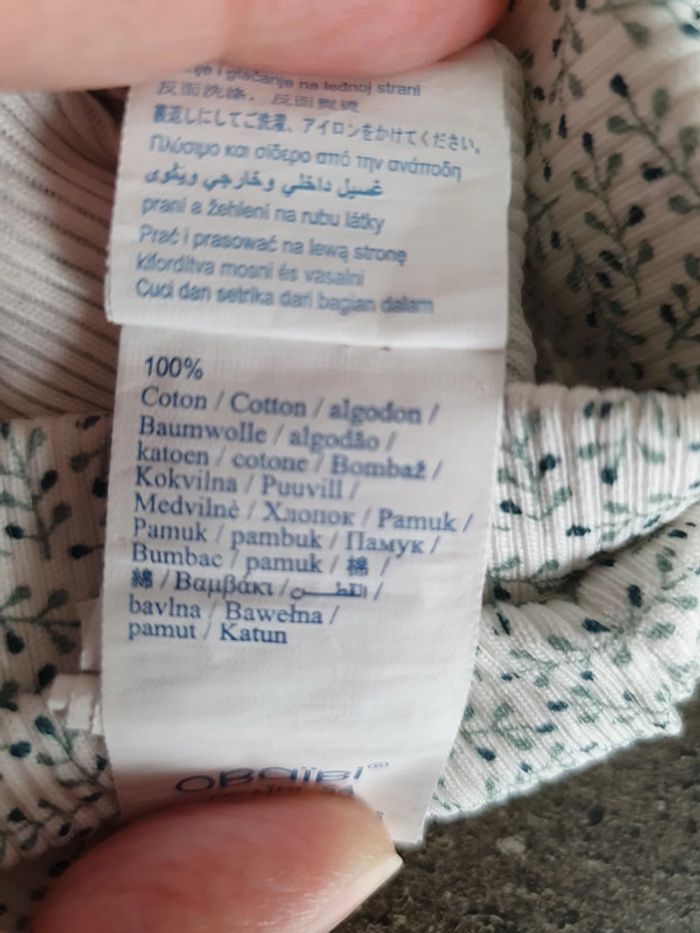 i glačanje na lednoj strani
反面洗涤，反面熨烫
裏返しにしてご洗濯、アイロンをかけてください。
Πλύσιμο και σίδερο από την ανάποδη
غسيل داخلي وخارجي
praní a žehlení na rubu látky
Prać i prasować na lewą stronę
kifordítva mosni és vasalni
Cuci dan setrika dari bagian dalam
100%
Coton / Cotton / algodon /
Baumwolle / algodão /
katoen / cotone / Bombaž /
Kokvilna / Puuvill /
Medvilnė / Хлопок / Pamuk /
Pamuk / pambuk / Памук /
Bumbac / pamuk / 棉 /
綿 / Βαμβάκι / القطن /
bavlna / Bawełna /
pamut / Katun
OBaïBi®